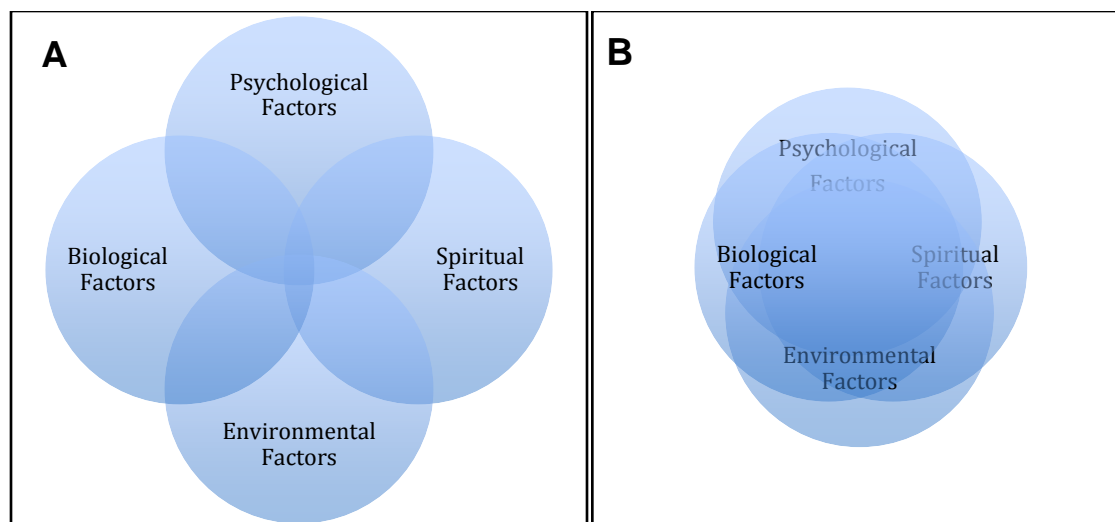 A
Psychological
Factors
Biological
Factors
Spiritual
Factors
Environmental
Factors
B
Psychological
Factors
Biological
Factors
Spiritual
Factors
Environmental
Factors